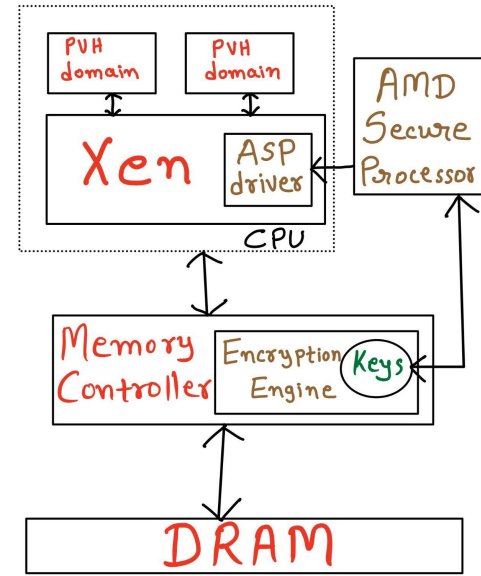 PVH
domain
PVH
domain
Xen
ASP
driver
CPU
AMD
Secure
Processor
Memory
Controller
Encryption
Engine
Keys
DRAM